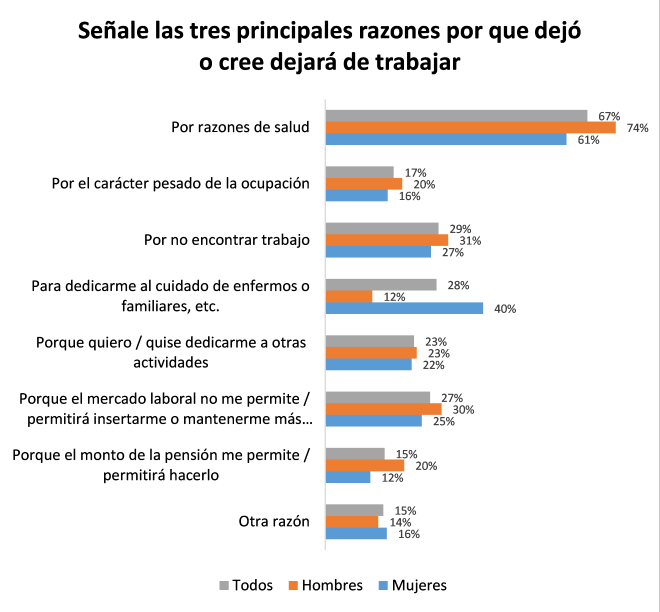 Señale las tres principales razones por que dejó
o cree dejará de trabajar
Por razones de salud
67%
74%
61%
Por el carácter pesado de la ocupación
17%
20%
16%
Por no encontrar trabajo
29%
31%
27%
Para dedicarme al cuidado de enfermos o
familiares, etc.
28%
12%
40%
Porque quiero / quise dedicarme a otras
actividades
23%
23%
22%
Porque el mercado laboral no me permite /
permitirá insertarme o mantenerme más...
27%
30%
25%
Porque el monto de la pensión me permite /
permitirá hacerlo
15%
20%
12%
Otra razón
15%
14%
16%
Todos Hombres Mujeres